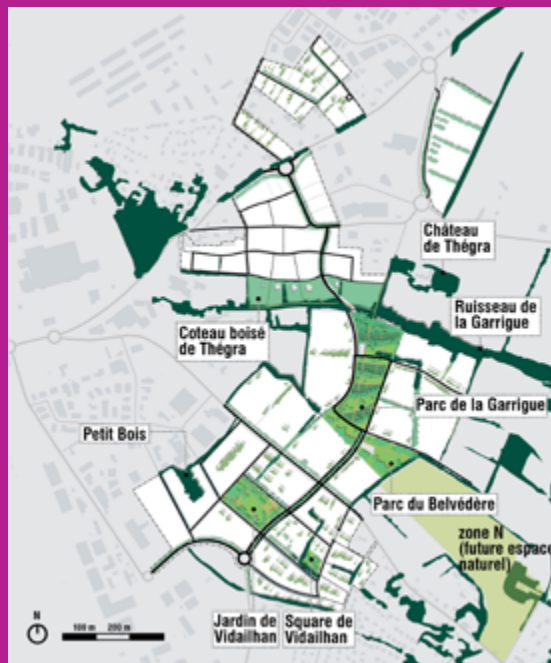 Château
de Thégra
Ruisseau de
la Garrigue
Coteau boisé
de Thégra
Parc de la Garrigue
Petit Bois
Parc du Belvédère
zone N
(future espace
naturel)
Jardin de
Vidailhan
Square de
Vidailhan
N
100 m 200 m